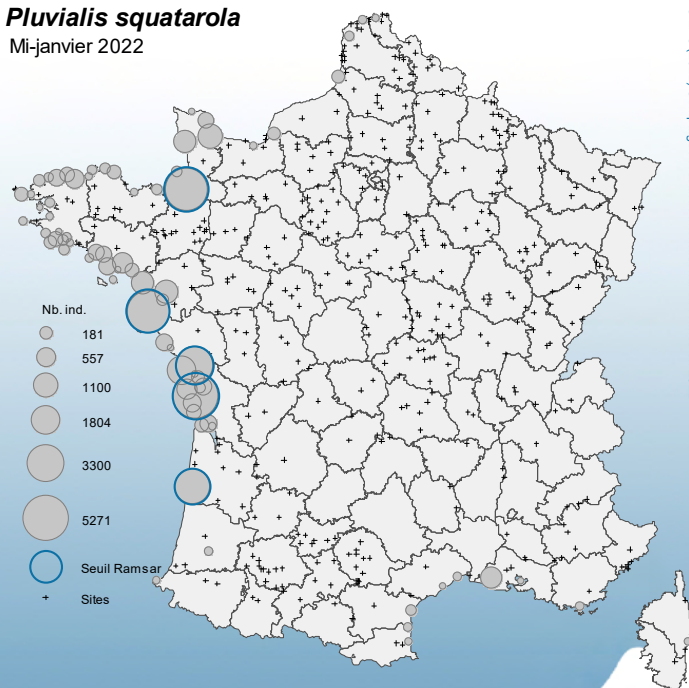 Pluvialis squatarola
Mi-janvier 2022
Nb. ind.
181
557
1100
1804
3300
5271
Seuil Ramsar
Sites